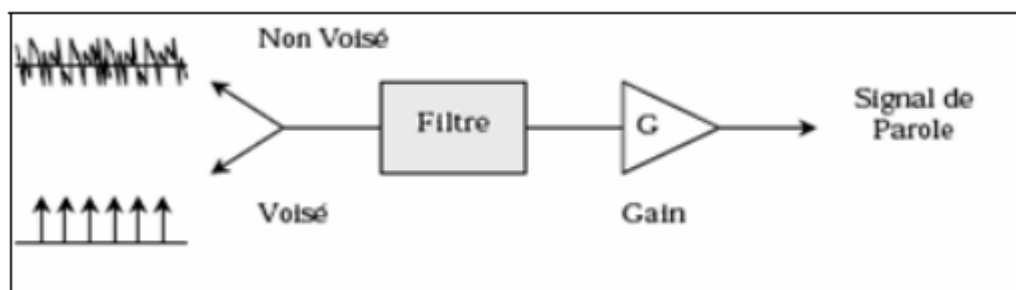 Non Voisé
Filtre
G
Signal de
Parole
Voisé
Gain